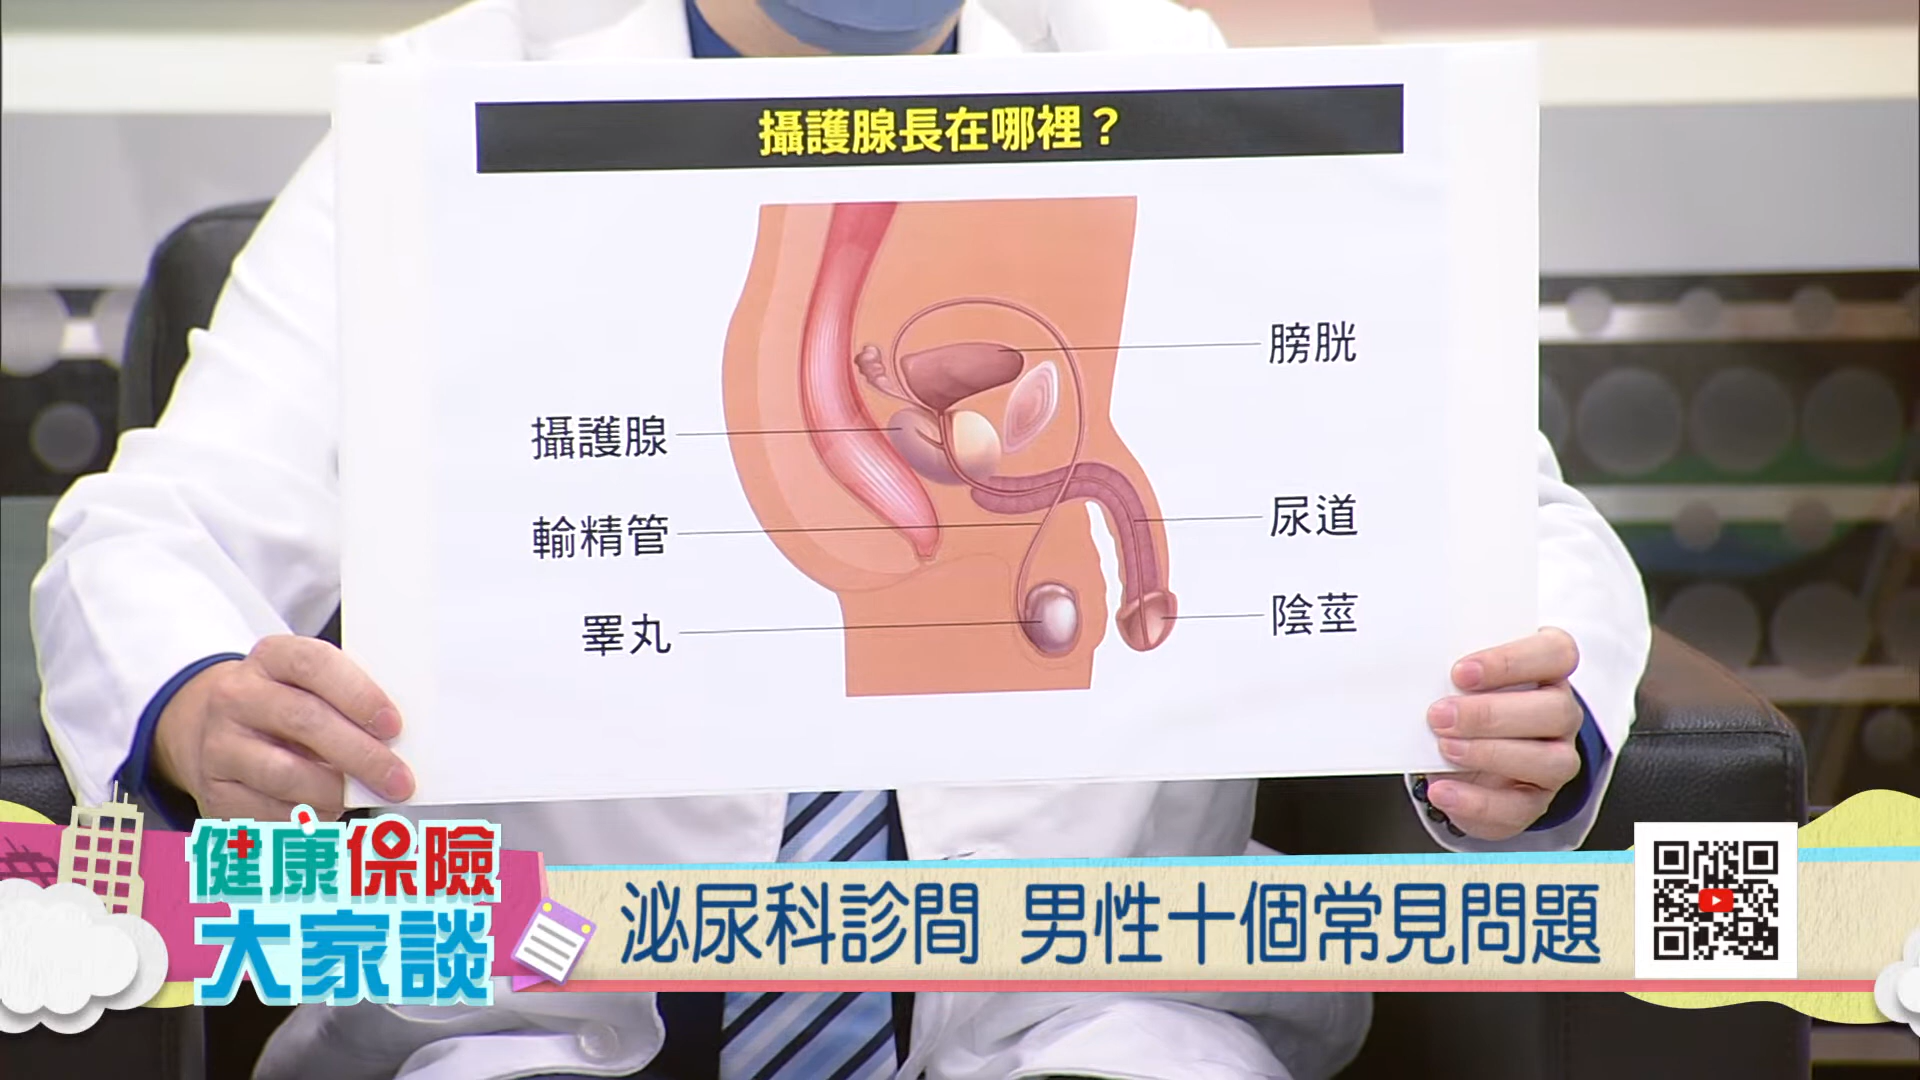 攝護腺長在哪裡？
膀胱
攝護腺
輸精管
睪丸
尿道
陰莖
健康保險
大家談
泌尿科診間 男性十個常見問題